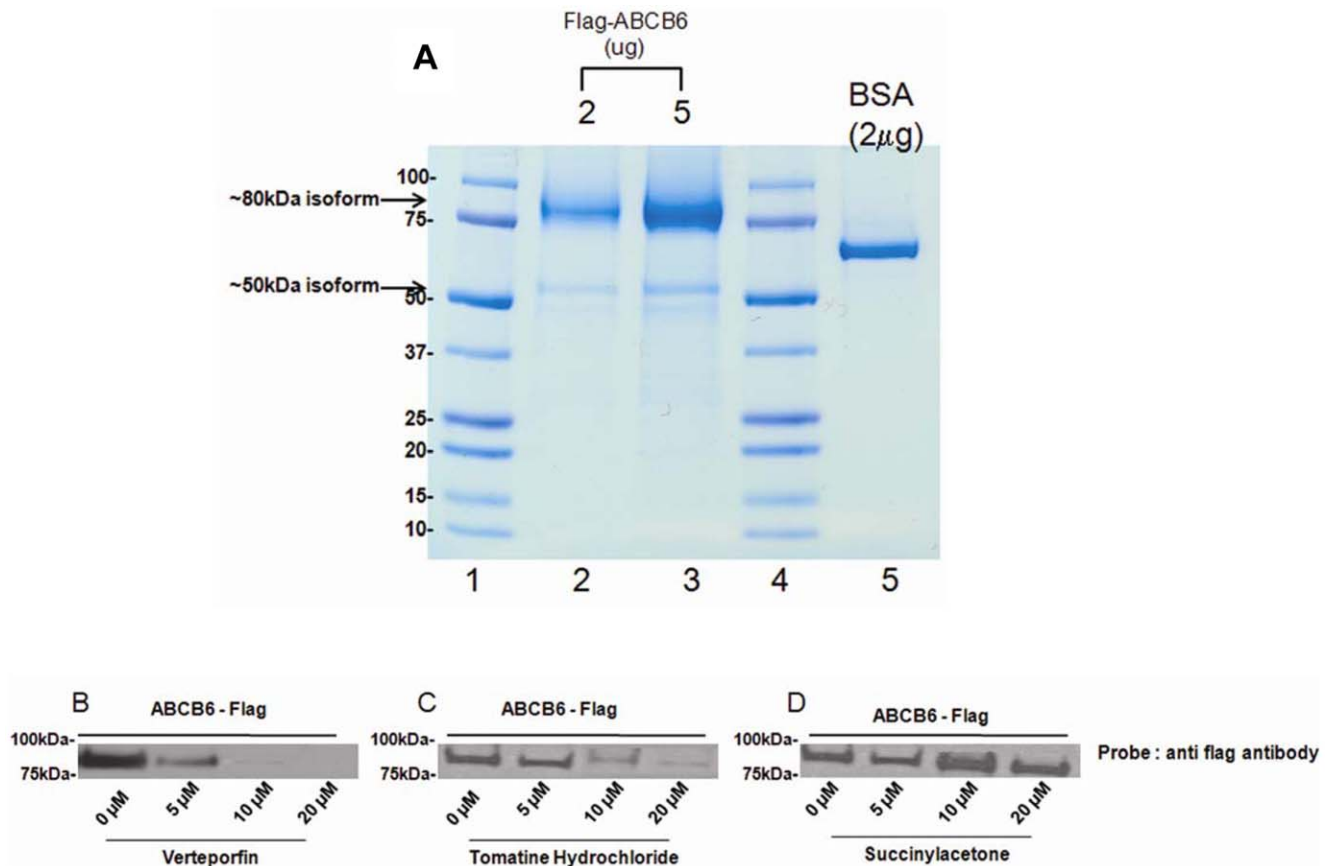 Flag-ABCB6
(ug)
A
2 5
BSA
(2μg)
100-
~80kDa isoform
75-
~50kDa isoform
50-
37-
25-
20-
15-
10-
1 2 3 4 5
B
ABCB6 - Flag
100kDa-
75kDa-
0 µM 5 µM 10 µM 20 µM
Verteporfin
C
ABCB6 - Flag
100kDa-
75kDa-
0 µM 5 µM 10 µM 20 µM
Tomatine Hydrochloride
D
ABCB6 - Flag
100kDa-
75kDa-
0 µM 5 µM 10 µM 20 µM
Succinylacetone
Probe : anti flag antibody